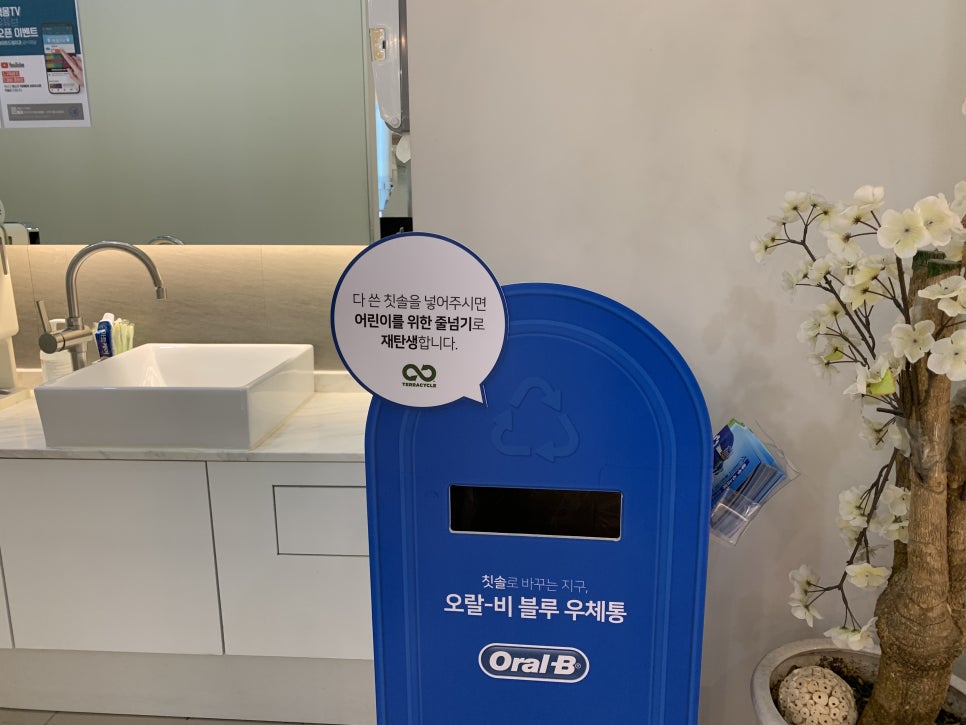 YouTube
다 쓴 칫솔을 넣어주시면
어린이를 위한 줄넘기로
재탄생합니다.
TERRACYCLE
칫솔로 바꾸는 지구,
오랄-비 블루 우체통
Oral-B